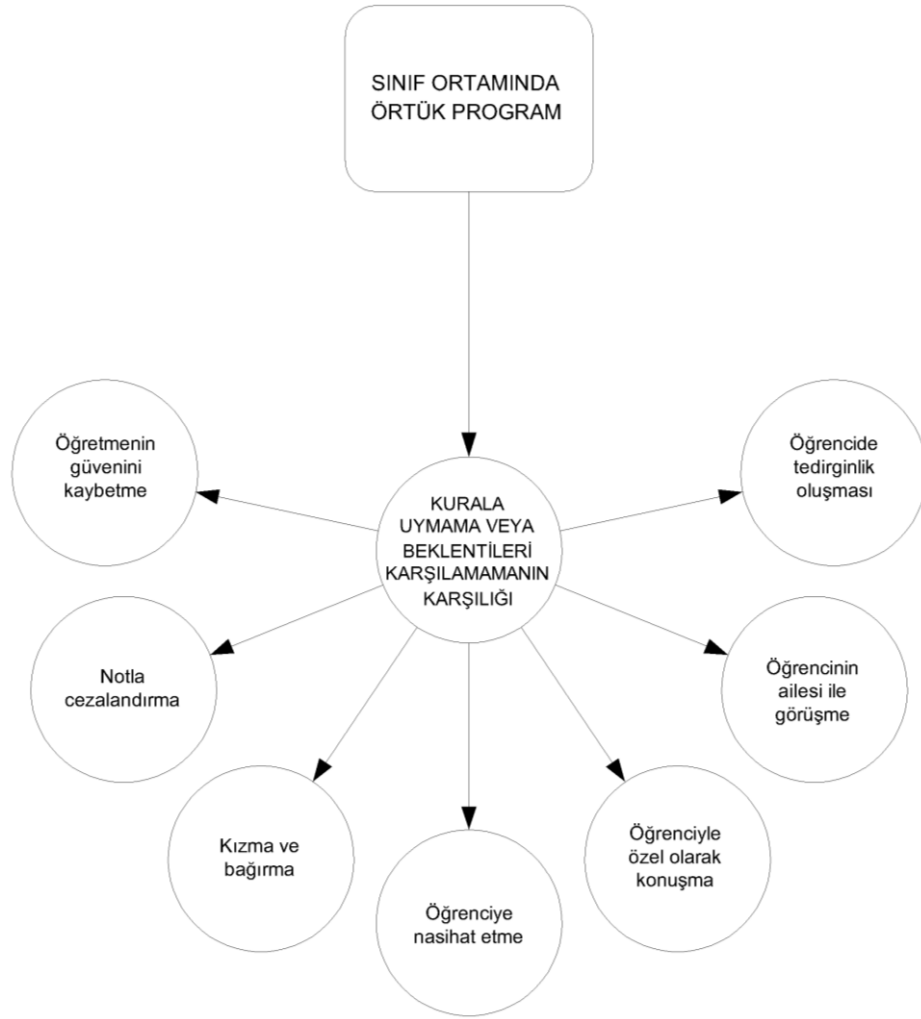 SINIF ORTAMINDA
ÖRTÜK PROGRAM
Öğretmenin
güvenini
kaybetme
KURALA
UYMAMA VEYA
BEKLENTİLERİ
KARŞILAMAMANIN
KARŞILIĞI
Öğrencide
tedirginlik
oluşması
Notla
cezalandırma
Öğrencinin
ailesi ile
görüşme
Kızma ve
bağırma
Öğrenciye
nasihat etme
Öğrenciyle
özel olarak
konuşma